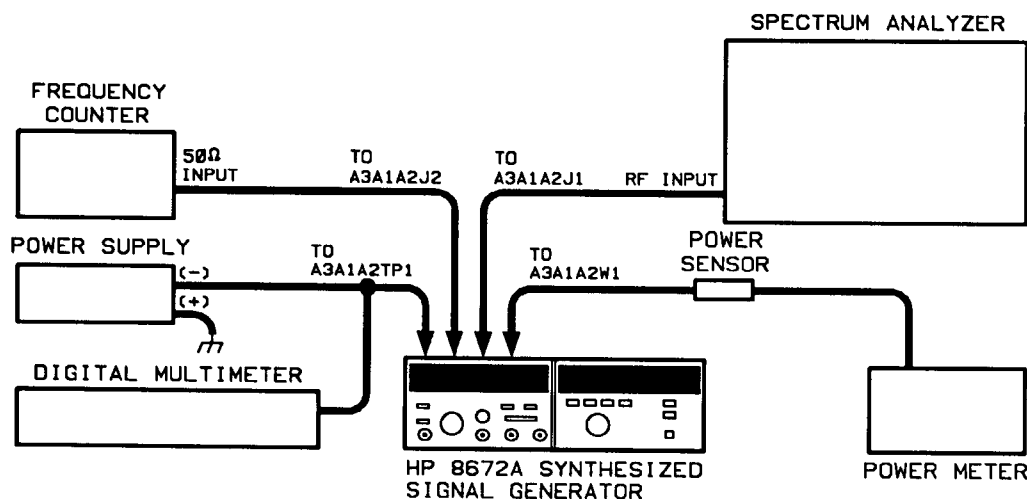 SPECTRUM ANALYZER
FREQUENCY
COUNTER
50Ω
INPUT
TO
A3A1A2J2
TO
A3A1A2J1
RF INPUT
POWER SUPPLY
(-)
(+)
TO
A3A1A2TP1
TO
A3A1A2W1
POWER
SENSOR
DIGITAL MULTIMETER
HP 8672A SYNTHESIZED
SIGNAL GENERATOR
POWER METER